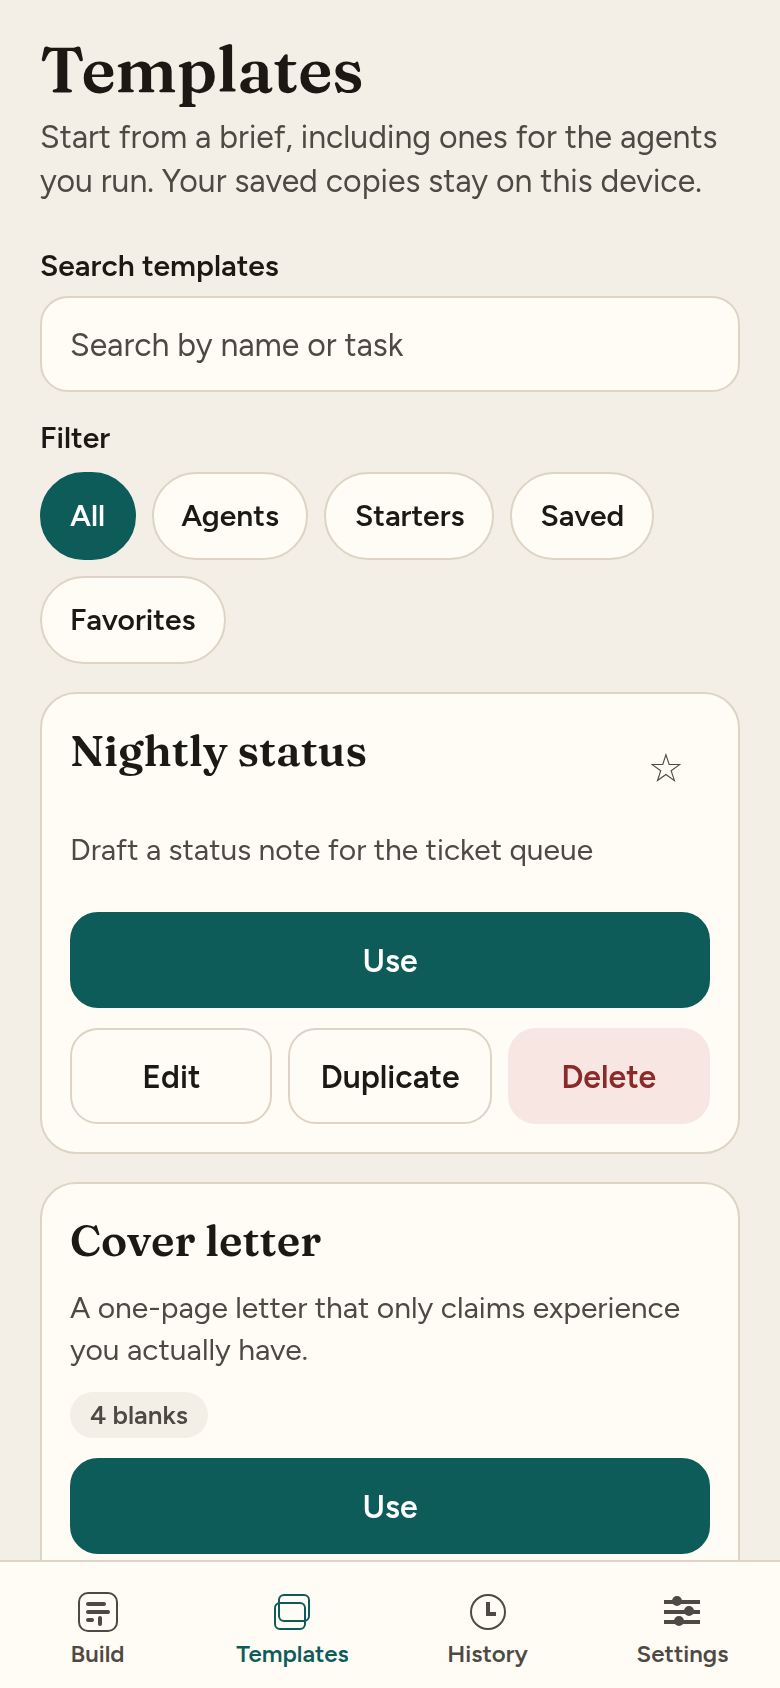 Templates
Start from a brief, including ones for the agents
you run. Your saved copies stay on this device.
Search templates
Search by name or task
Filter
All
Agents
Starters
Saved
Favorites
Nightly status
Draft a status note for the ticket queue
Use
Edit
Duplicate
Delete
Cover letter
A one-page letter that only claims experience
you actually have.
4 blanks
Use
Build
Templates
History
Settings